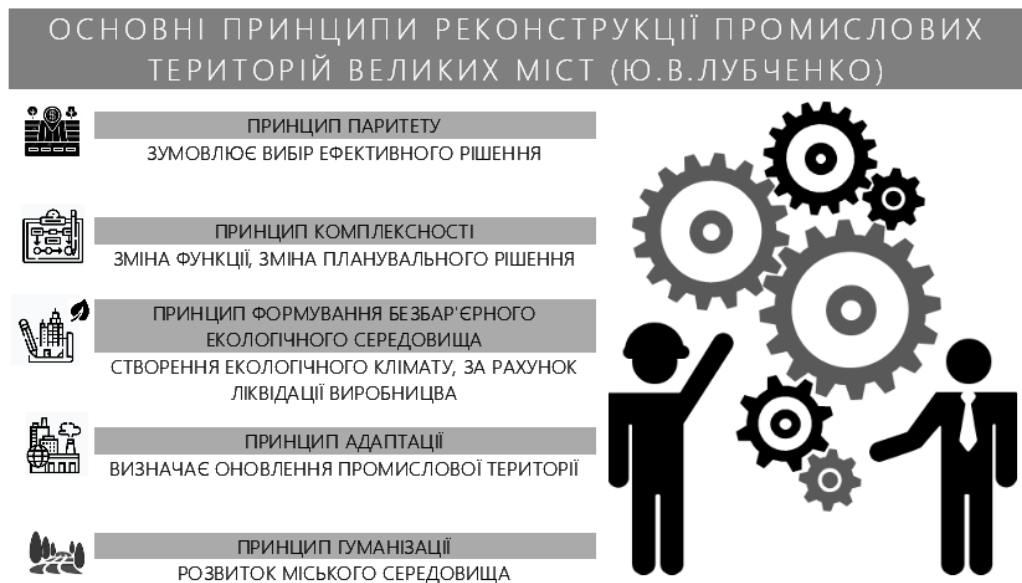 ОСНОВНІ ПРИНЦИПИ РЕКОНСТРУКЦІЇ ПРОМИСЛОВИХ
ТЕРИТОРІЙ ВЕЛИКИХ МІСТ (Ю.В.ЛУБЧЕНКО)
ПРИНЦИП ПАРИТЕТУ
ЗУМОВЛЮЄ ВИБІР ЕФЕКТИВНОГО РІШЕННЯ
ПРИНЦИП КОМПЛЕКСНОСТІ
ЗМІНА ФУНКЦІЇ, ЗМІНА ПЛАНУВАЛЬНОГО РІШЕННЯ
ПРИНЦИП ФОРМУВАННЯ БЕЗБАР'ЄРНОГО
ЕКОЛОГІЧНОГО СЕРЕДОВИЩА
СТВОРЕННЯ ЕКОЛОГІЧНОГО КЛІМАТУ, ЗА РАХУНОК
ЛІКВІДАЦІЇ ВИРОБНИЦВА
ПРИНЦИП АДАПТАЦІЇ
ВИЗНАЧАЄ ОНОВЛЕННЯ ПРОМИСЛОВОЇ ТЕРИТОРІЇ
ПРИНЦИП ГУМАНІЗАЦІЇ
РОЗВИТОК МІСЬКОГО СЕРЕДОВИЩА